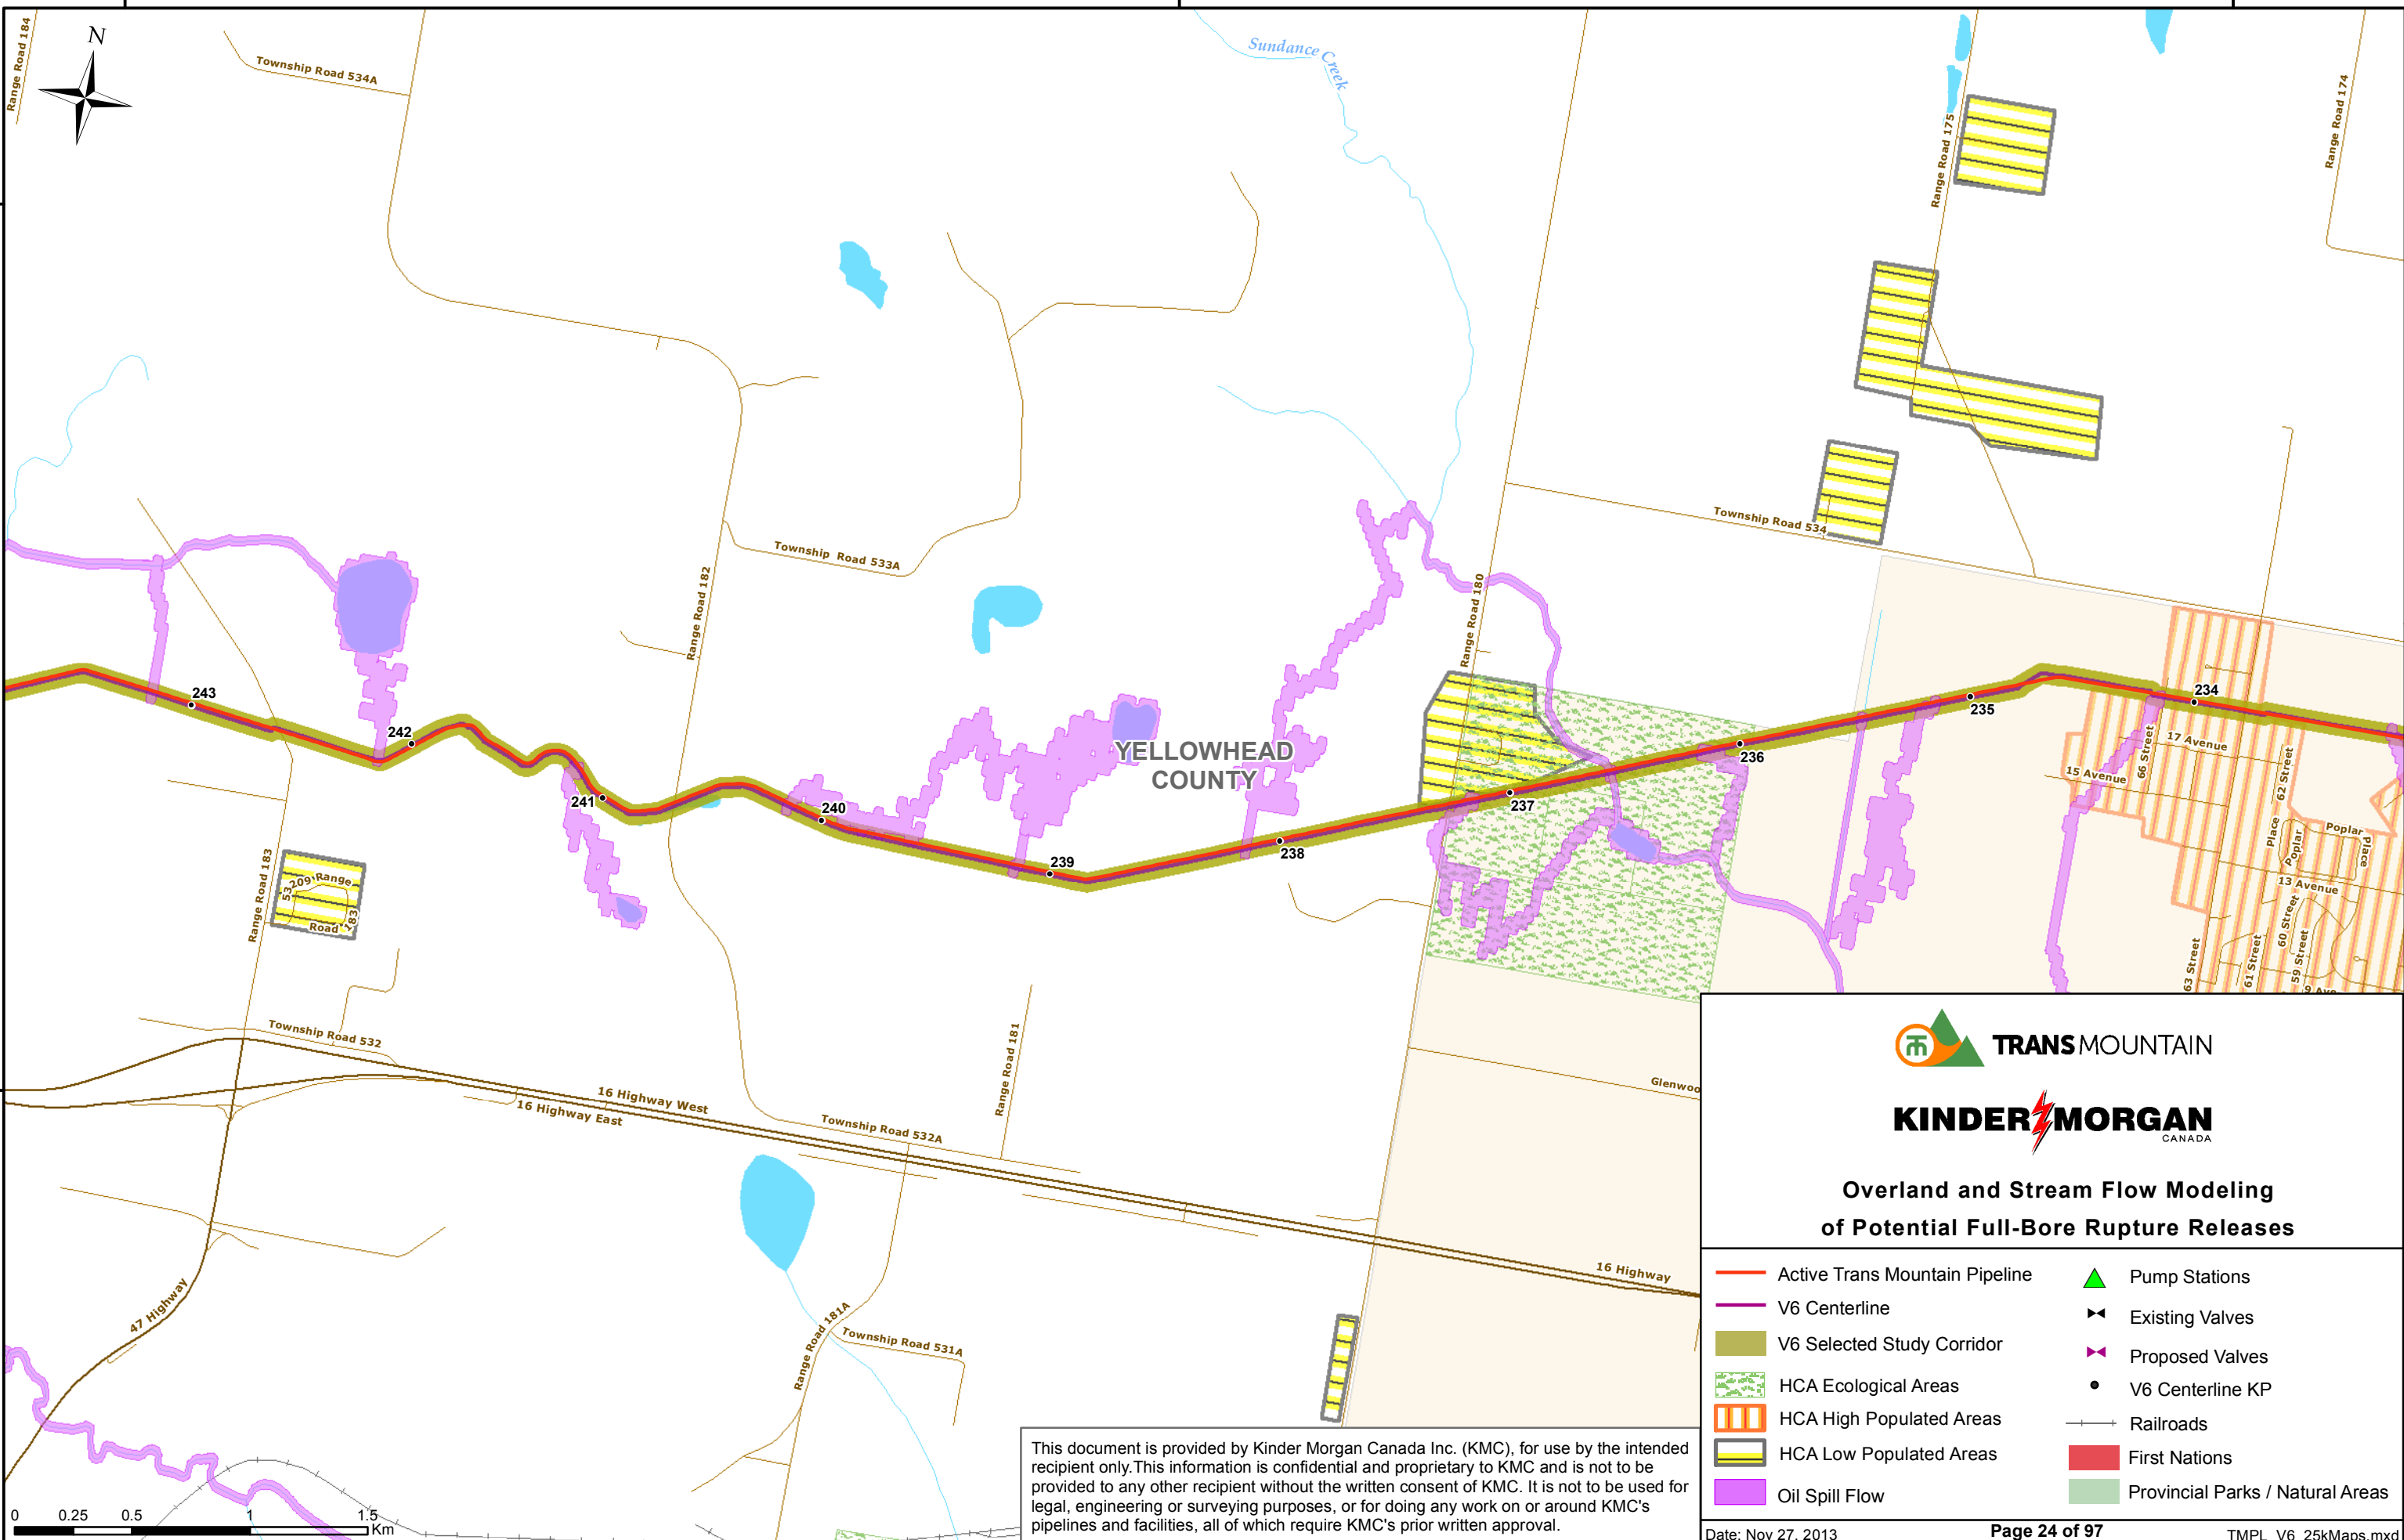 N
Range Road 184
Township Road 534A
Sundance Creek
Range Road 175
Range Road 174
Township Road 534
Township Road 533A
Range Road 182
Range Road 180
243
242
241
240
239
238
237
236
235
234
YELLOWHEAD
COUNTY
17 Avenue
66 Street
15 Avenue
62 Street
Place
Poplar
Poplar
Place
13 Avenue
60 Street
59 Street
61 Street
63 Street
Range Road 183
53
209 Range
Road
183
Township Road 532
16 Highway West
16 Highway East
Township Road 532A
Range Road 181
Glenwoo
16 Highway
47 Highway
Range Road 181A
Township Road 531A
0 0.25 0.5 1 1.5
Km
This document is provided by Kinder Morgan Canada Inc. (KMC), for use by the intended
recipient only.This information is confidential and proprietary to KMC and is not to be
provided to any other recipient without the written consent of KMC. It is not to be used for
legal, engineering or surveying purposes, or for doing any work on or around KMC's
pipelines and facilities, all of which require KMC's prior written approval.
TRANSMOUNTAIN
KINDER MORGAN
CANADA
Overland and Stream Flow Modeling
of Potential Full-Bore Rupture Releases
Active Trans Mountain Pipeline
V6 Centerline
V6 Selected Study Corridor
HCA Ecological Areas
HCA High Populated Areas
HCA Low Populated Areas
Oil Spill Flow
Pump Stations
Existing Valves
Proposed Valves
V6 Centerline KP
Railroads
First Nations
Provincial Parks / Natural Areas
Date: Nov 27, 2013
Page 24 of 97
TMPL_V6_25kMaps.mxd